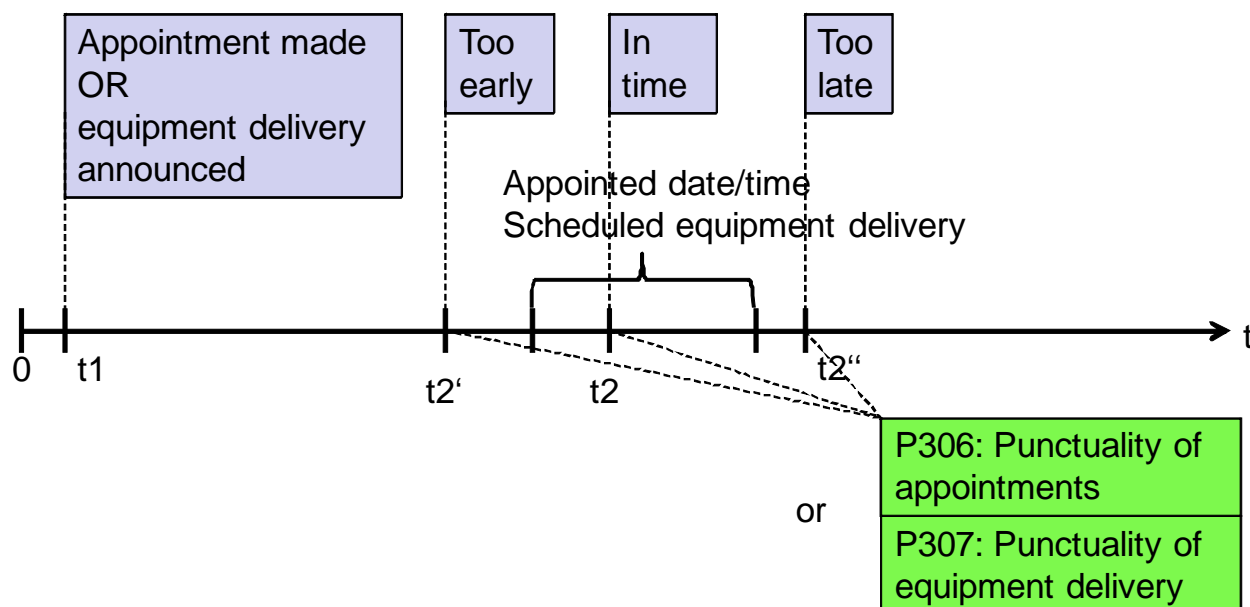 Appointment made
OR
equipment delivery
announced
Too
early
In
time
Too
late
Appointed date/time
Scheduled equipment delivery
t
0
t1
t2‘
t2
t2“
P306: Punctuality of
appointments
or
P307: Punctuality of
equipment delivery